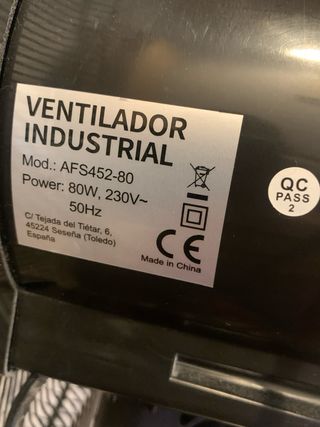 VENTILADOR
INDUSTRIAL
Mod.: AFS452-80
Power: 80W, 230V~
50Hz
C/ Tejada del Tiétar, 6,
45224 Seseña (Toledo)
España
CE
Made in China
QC
PASS
2